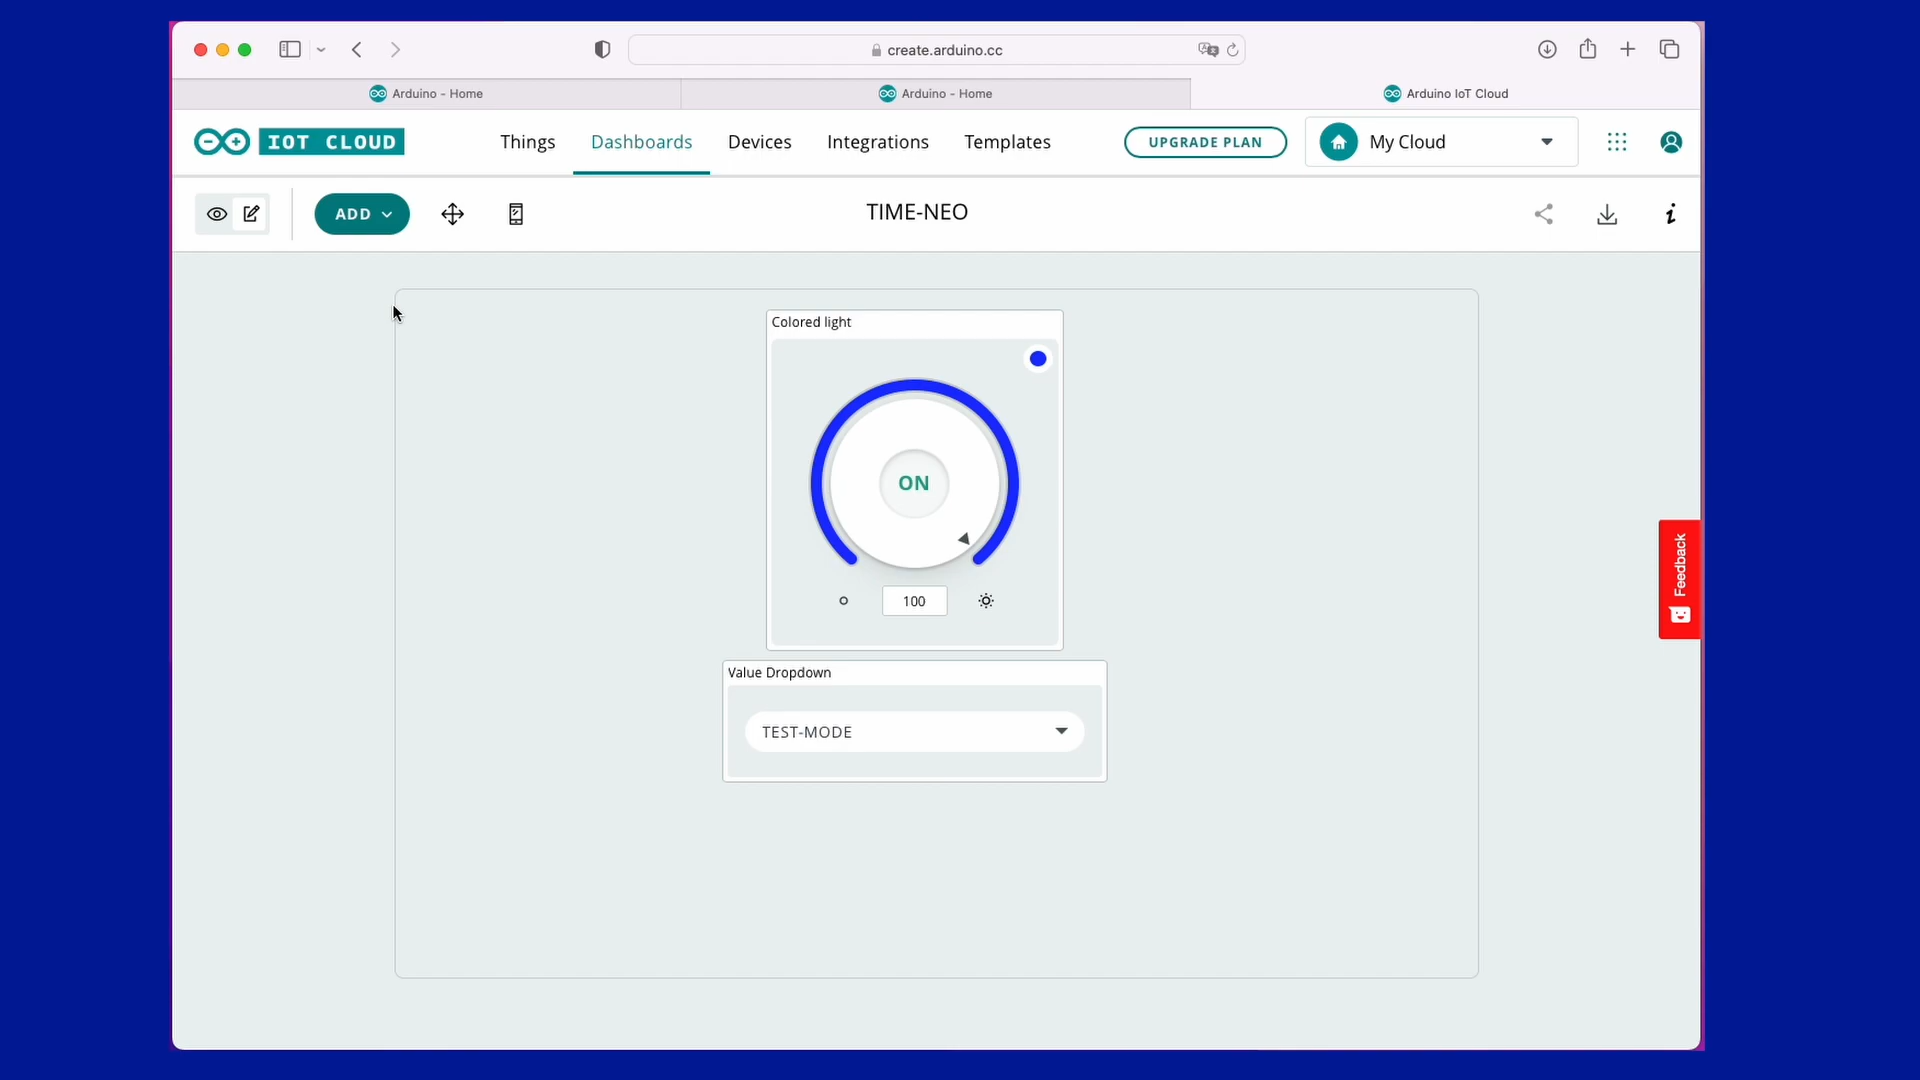 create.arduino.cc
Arduino - Home
Arduino - Home
Arduino IoT Cloud
IOT CLOUD
Things
Dashboards
Devices
Integrations
Templates
UPGRADE PLAN
My Cloud
ADD
TIME-NEO
Colored light
ON
100
Feedback
Value Dropdown
TEST-MODE